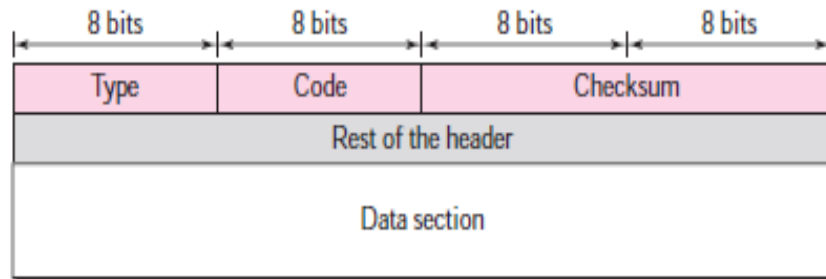 8 bits 8 bits 8 bits 8 bits
Type Code Checksum
Rest of the header
Data section